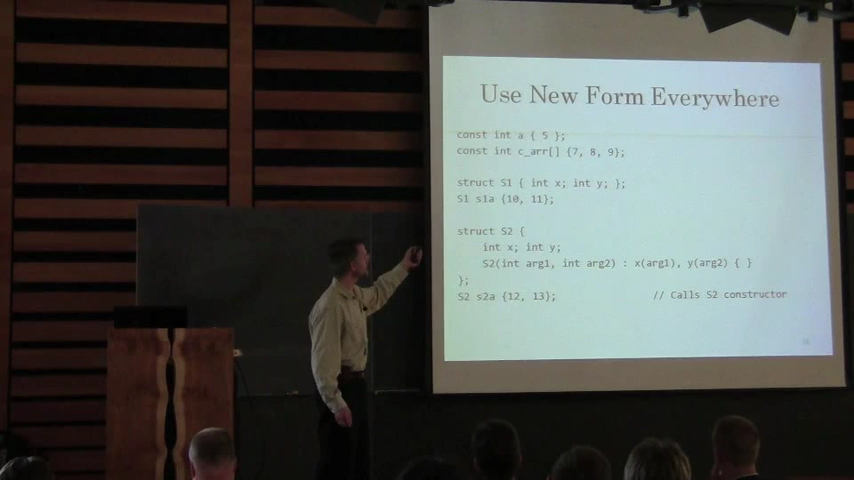 Use New Form Everywhere
const int a { 5 };
const int c_arr[] {7, 8, 9};
struct S1 { int x; int y; };
S1 s1a {10, 11};
struct S2 {
int x; int y;
S2(int arg1, int arg2) : x(arg1), y(arg2) { }
};
S2 s2a {12, 13}; // Calls S2 constructor